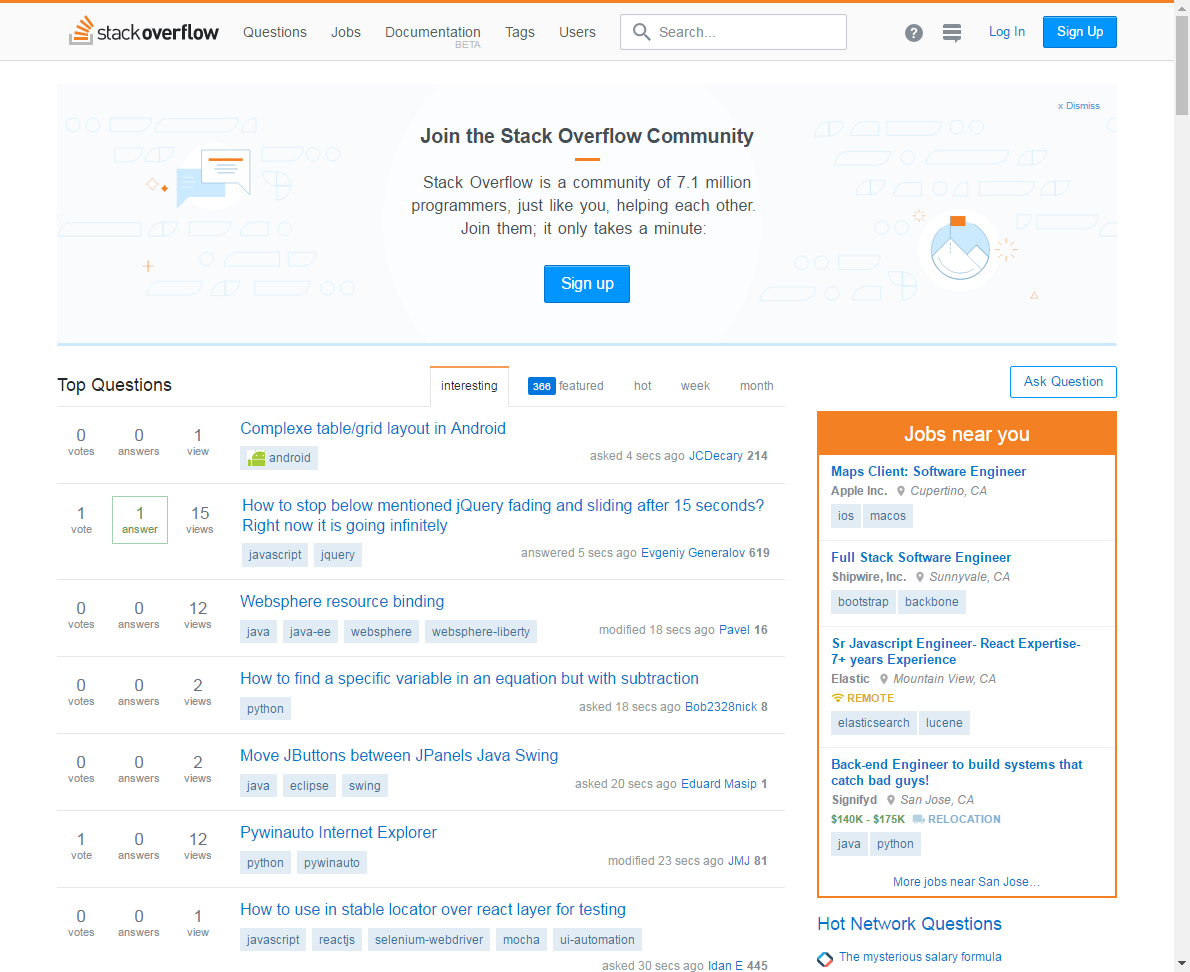 stackoverflow Questions Jobs Documentation Tags Users Search... ? Log In Sign Up
BETA
x Dismiss
Join the Stack Overflow Community
Stack Overflow is a community of 7.1 million
programmers, just like you, helping each other.
Join them; it only takes a minute:
Sign up
Top Questions interesting 366 featured hot week month
0 votes 0 answers 1 view
Complexe table/grid layout in Android
android
asked 4 secs ago JCDecary 214
1 vote 1 answer 15 views
How to stop below mentioned jQuery fading and sliding after 15 seconds?
Right now it is going infinitely
javascript jquery
answered 5 secs ago Evgeniy Generalov 619
0 votes 0 answers 12 views
Websphere resource binding
java java-ee websphere websphere-liberty
modified 18 secs ago Pavel 16
0 votes 0 answers 2 views
How to find a specific variable in an equation but with subtraction
python
asked 18 secs ago Bob2328nick 8
0 votes 0 answers 2 views
Move JButtons between JPanels Java Swing
java eclipse swing
asked 20 secs ago Eduard Masip 1
1 vote 0 answers 12 views
Pywinauto Internet Explorer
python pywinauto
modified 23 secs ago JMJ 81
0 votes 0 answers 1 view
How to use in stable locator over react layer for testing
javascript reactjs selenium-webdriver mocha ui-automation
asked 30 secs ago Idan E 445
Ask Question
Jobs near you
Maps Client: Software Engineer
Apple Inc. Cupertino, CA
ios macos
Full Stack Software Engineer
Shipwire, Inc. Sunnyvale, CA
bootstrap backbone
Sr Javascript Engineer- React Expertise-
7+ years Experience
Elastic Mountain View, CA
REMOTE
elasticsearch lucene
Back-end Engineer to build systems that
catch bad guys!
Signifyd San Jose, CA
$140K - $175K RELOCATION
java python
More jobs near San Jose...
Hot Network Questions
The mysterious salary formula